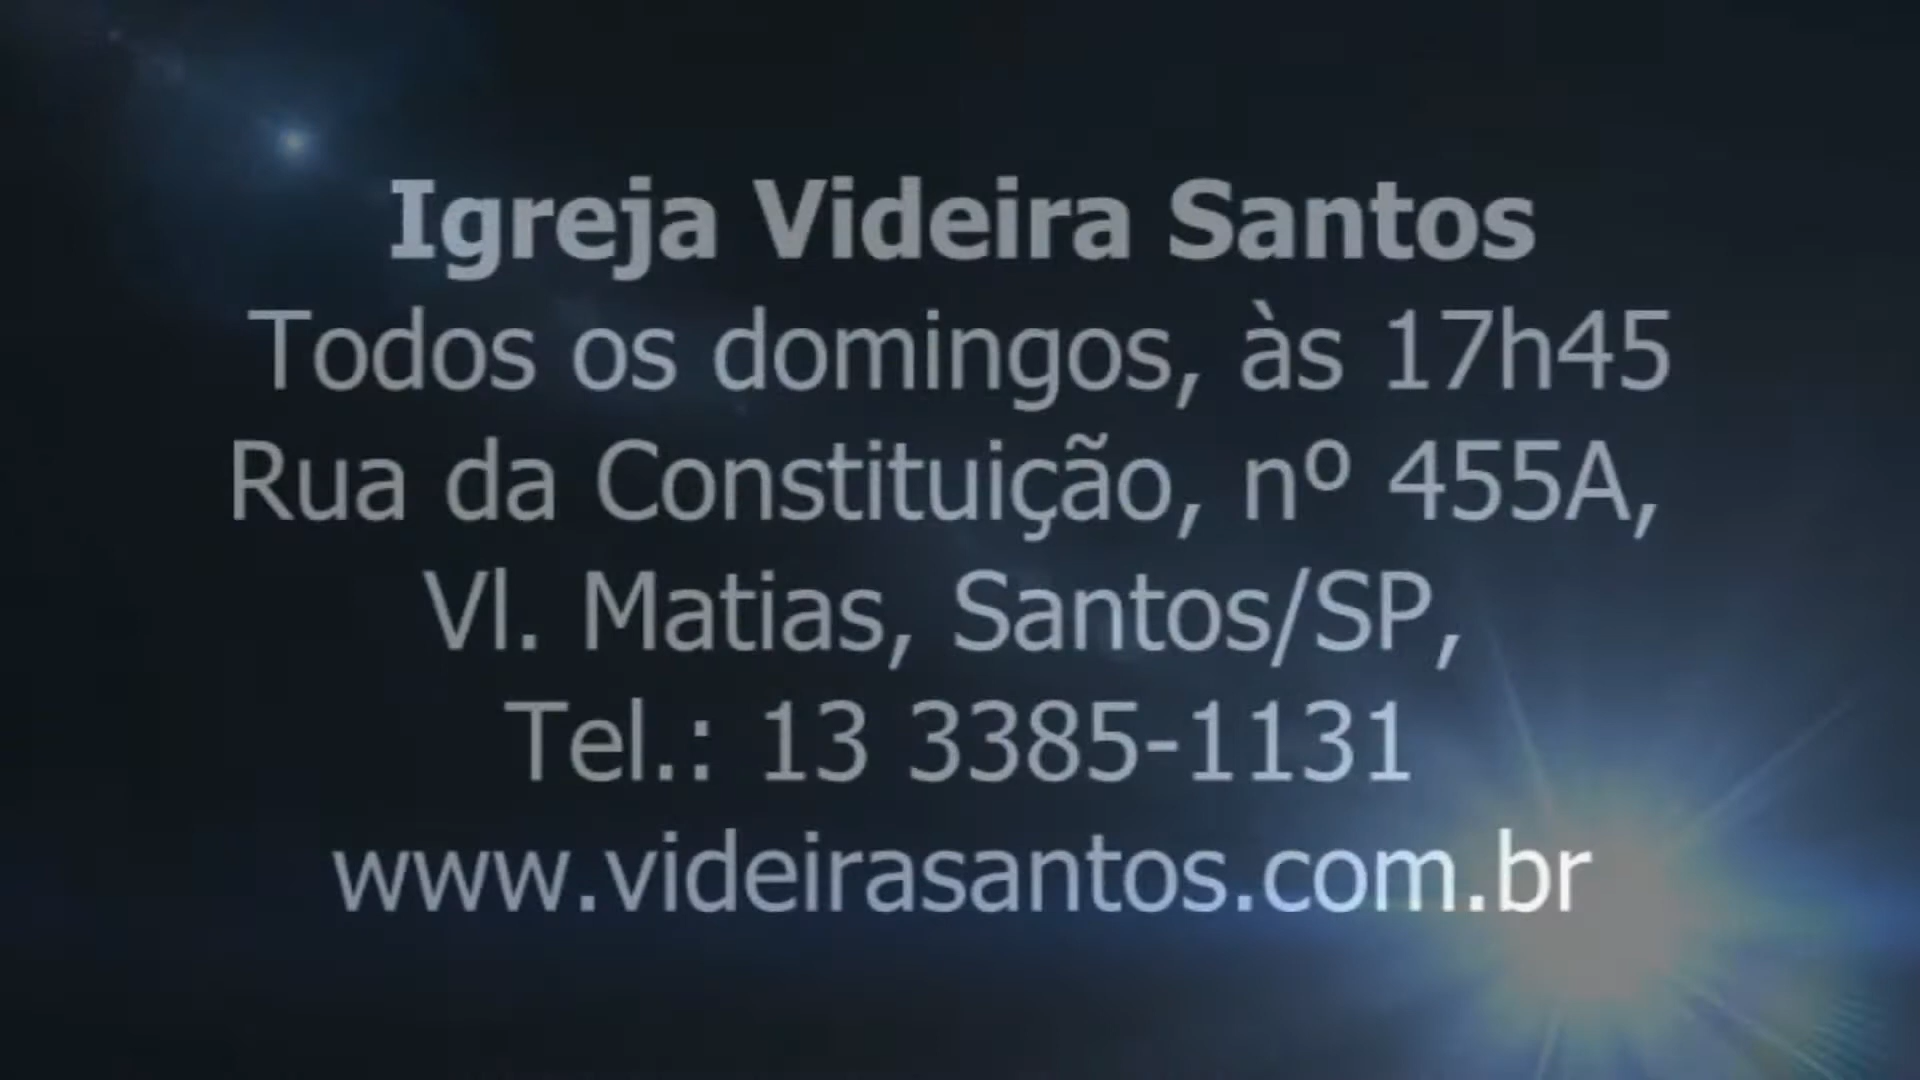 Igreja Videira Santos
Todos os domingos, às 17h45
Rua da Constituição, nº 455A,
Vl. Matias, Santos/SP,
Tel.: 13 3385-1131
www.videirasantos.com.br